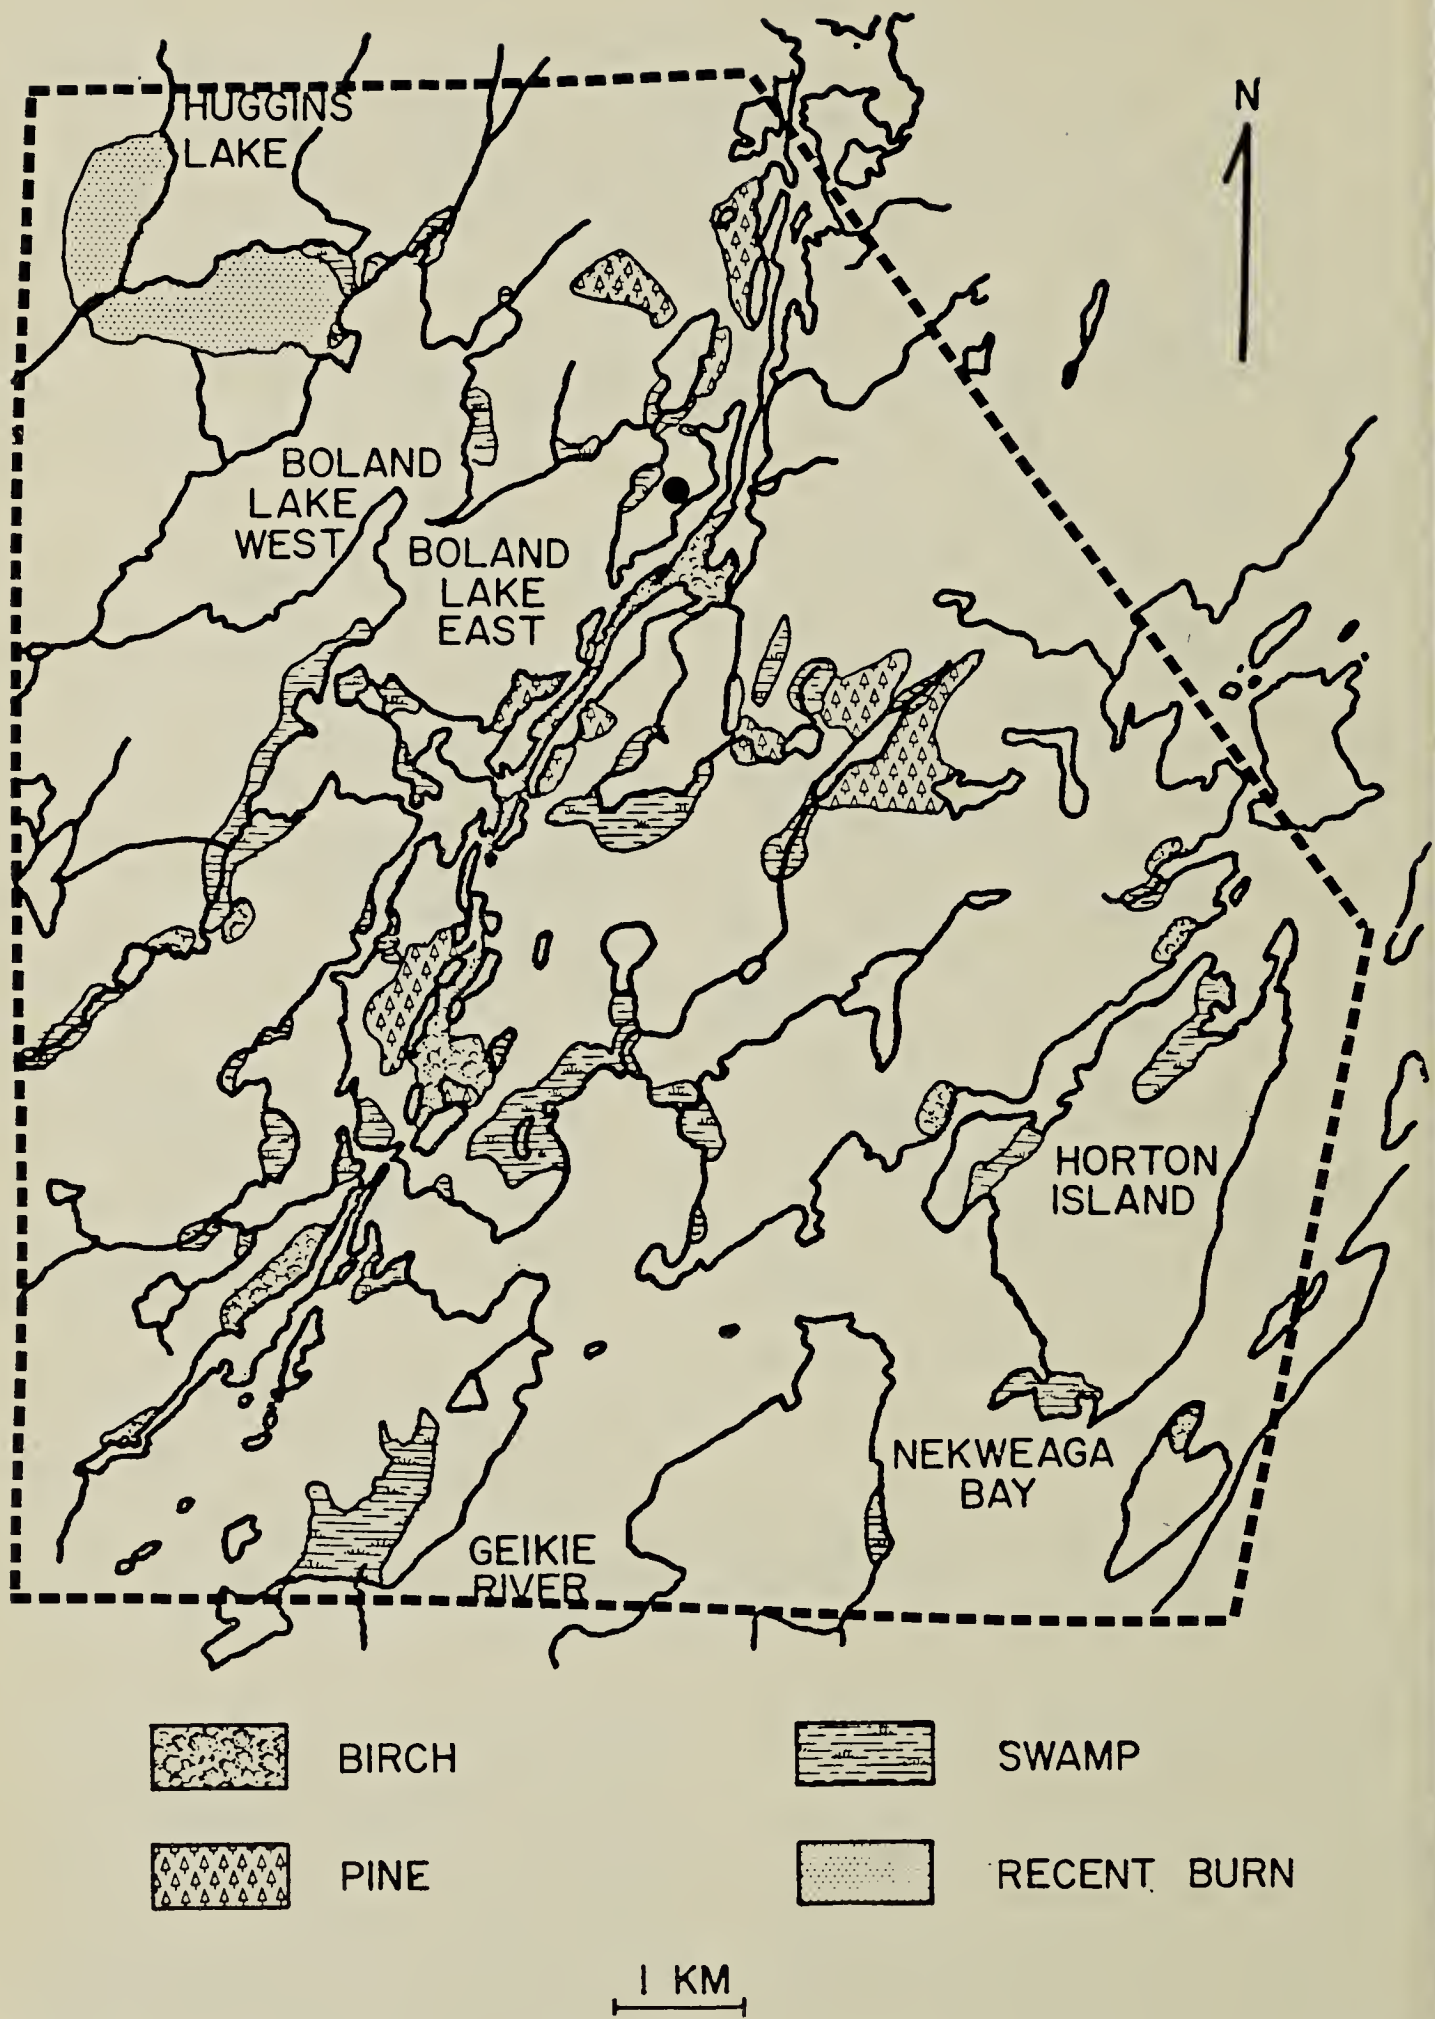 N
HUGGINS
LAKE
BOLAND
LAKE
WEST
BOLAND
LAKE
EAST
HORTON
ISLAND
NEKWEAGA
BAY
GEIKIE
RIVER
BIRCH
SWAMP
PINE
RECENT BURN
1 KM